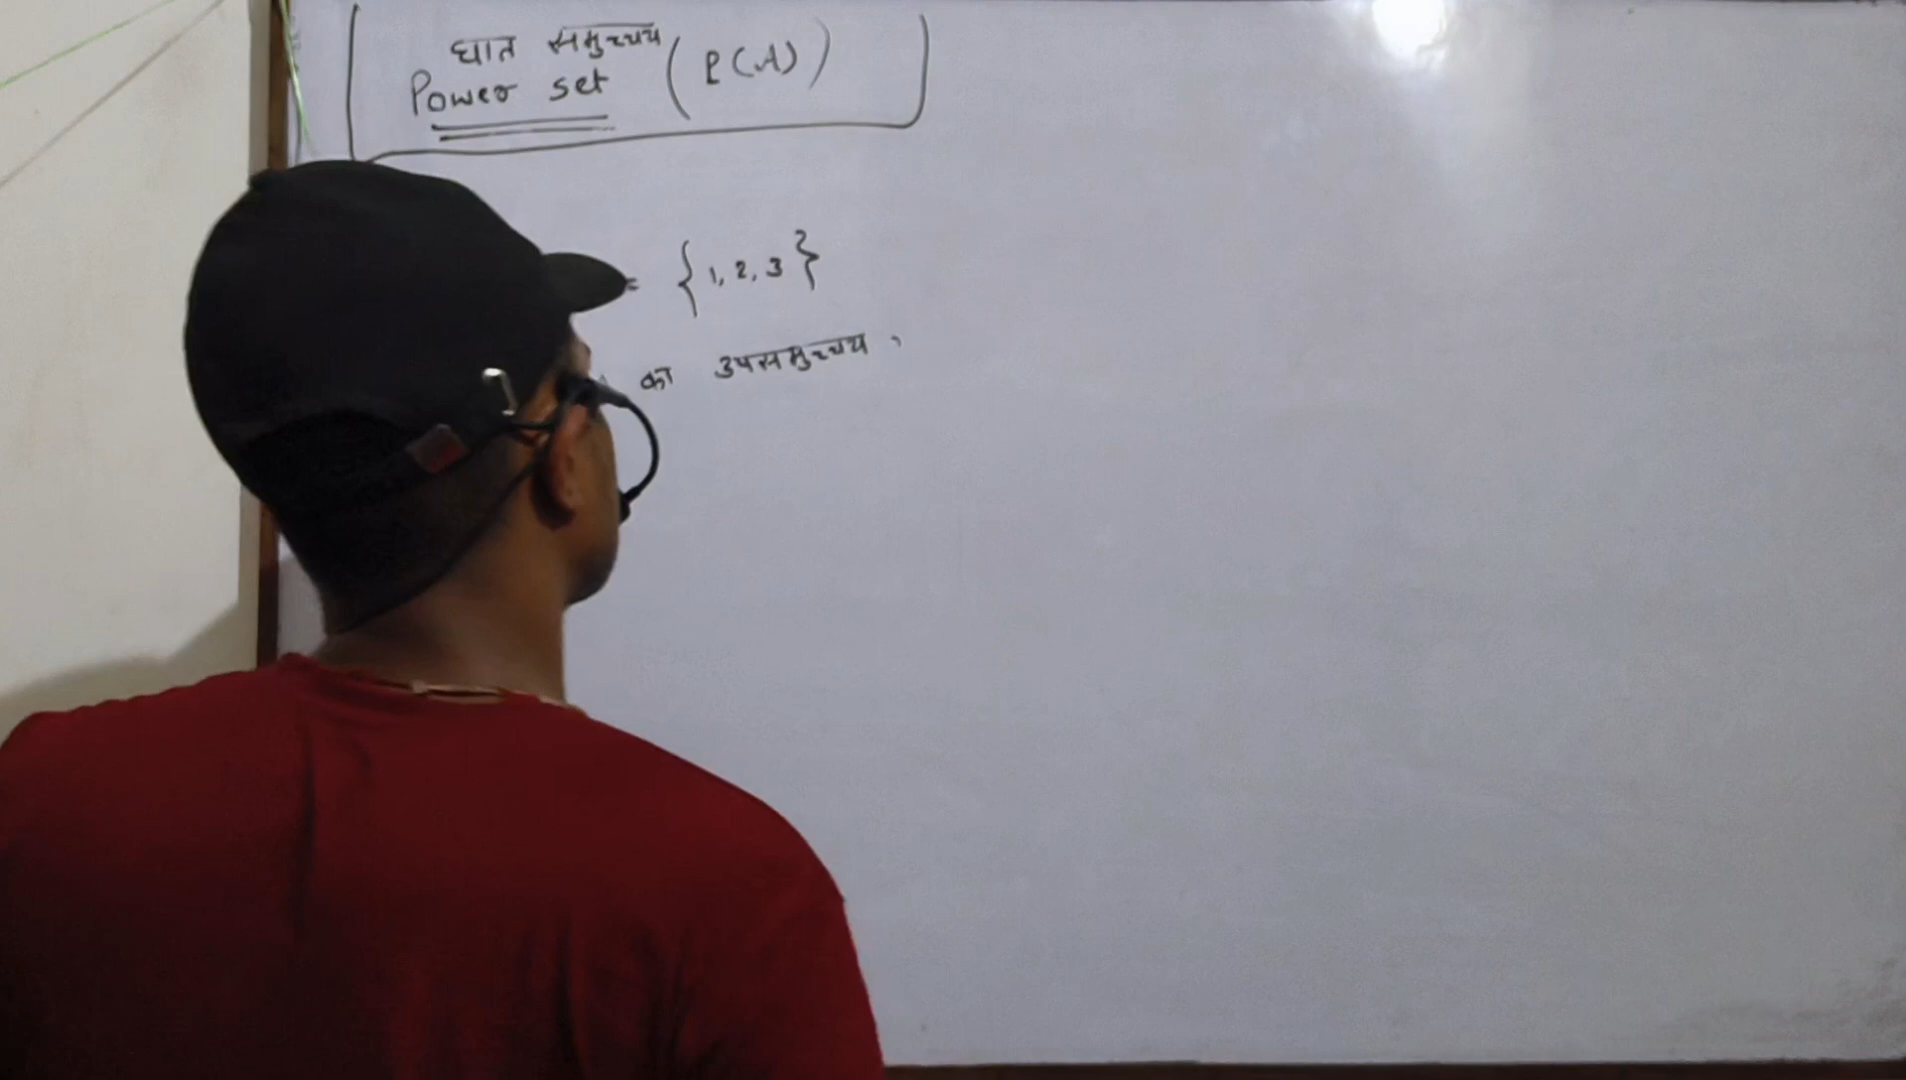 घात समुच्चय
Power set ( P(A) )
= { 1, 2, 3 }
का उपसमुच्चय,